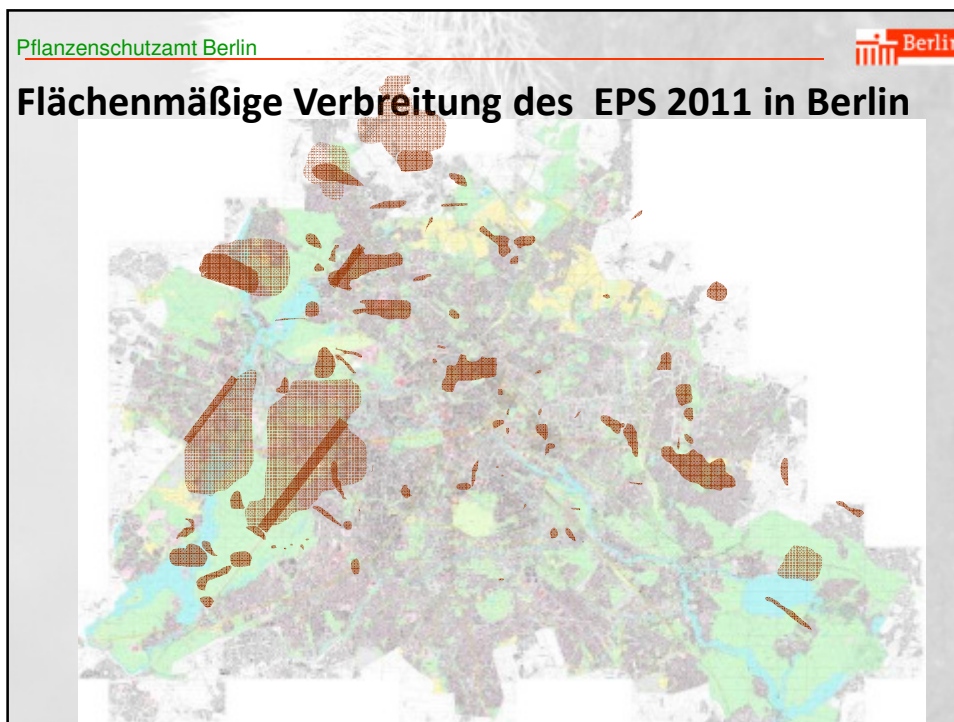 Pflanzenschutzamt Berlin
Berlin
Flächenmäßige Verbreitung des EPS 2011 in Berlin